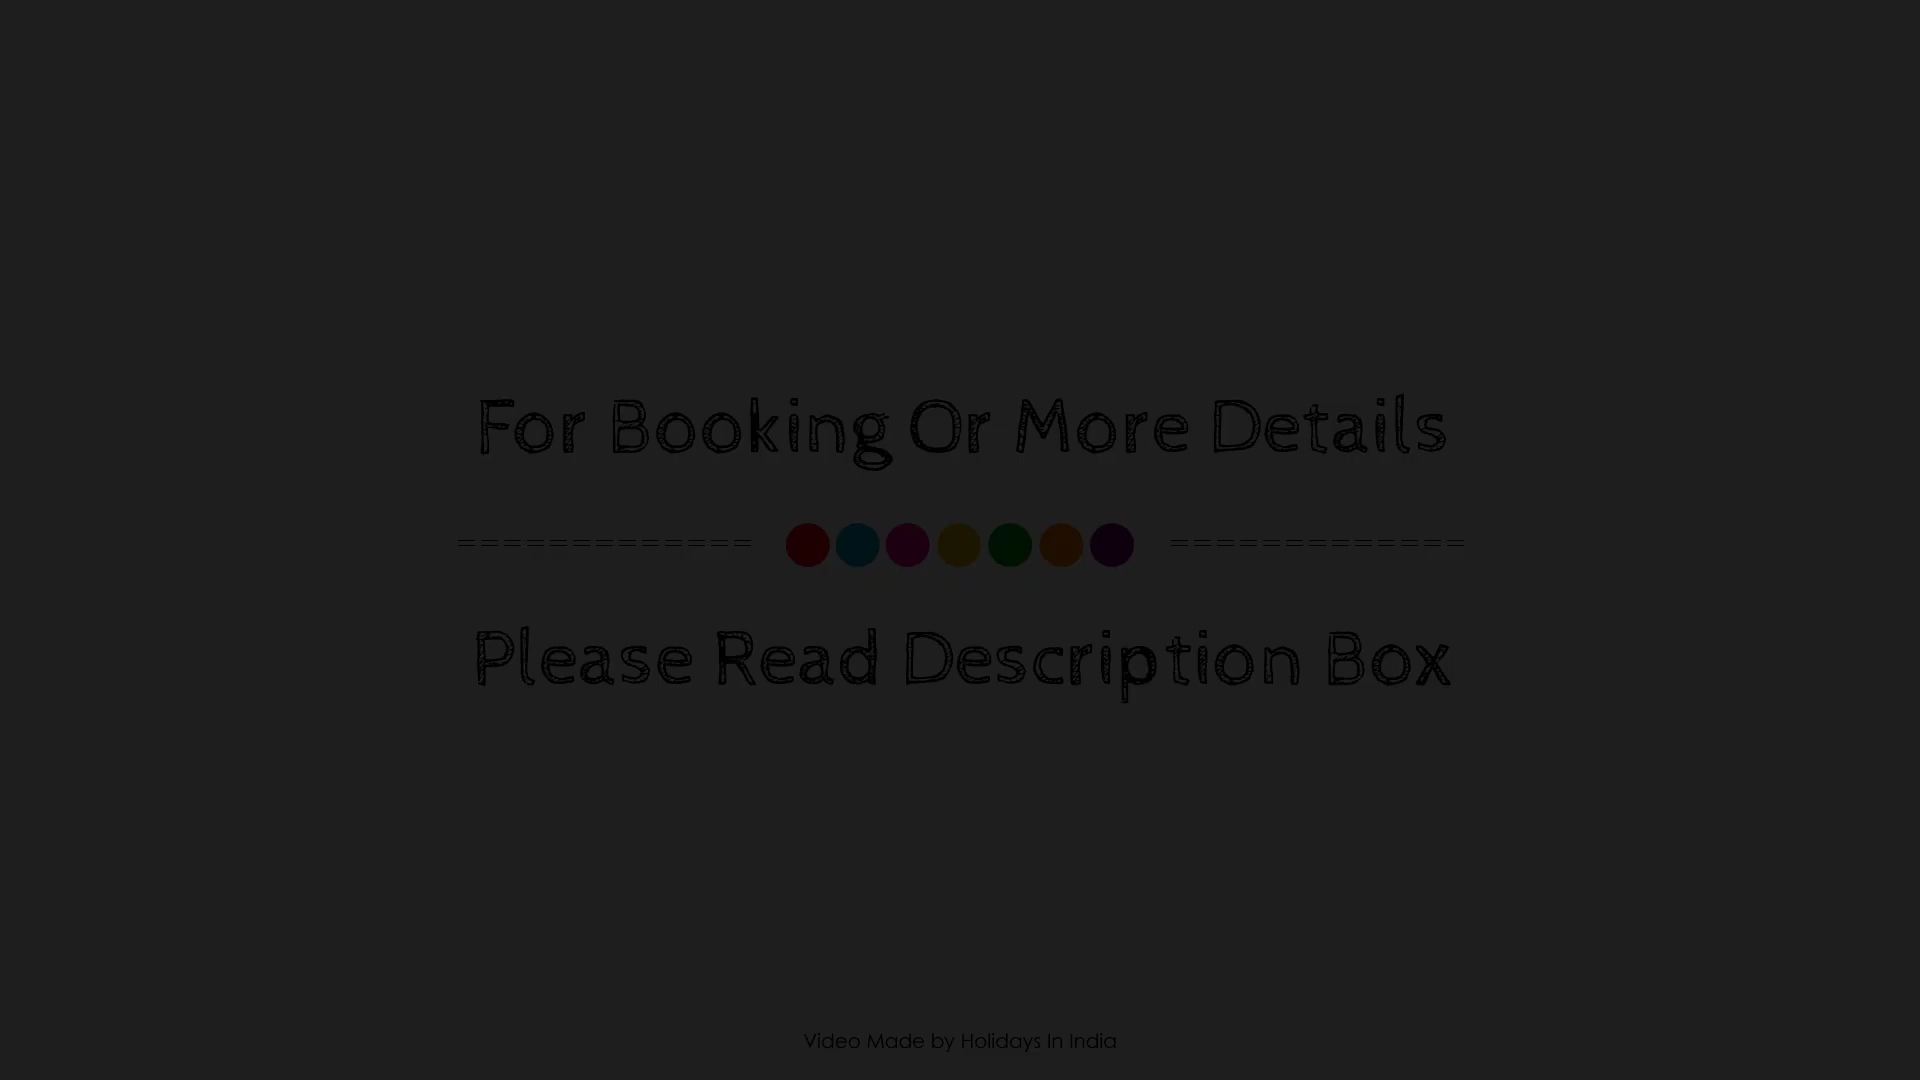 For Booking Or More Details
============= =============
Please Read Description Box
Video Made by Holidays In India